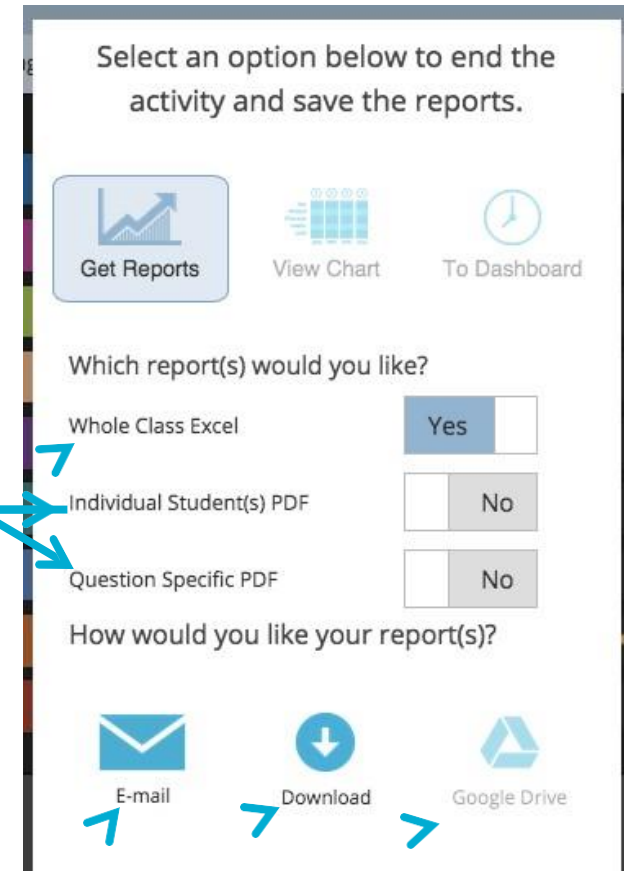 Select an option below to end the
activity and save the reports.
Get Reports
View Chart
To Dashboard
Which report(s) would you like?
Whole Class Excel
Yes
Individual Student(s) PDF
No
Question Specific PDF
No
How would you like your report(s)?
E-mail
Download
Google Drive